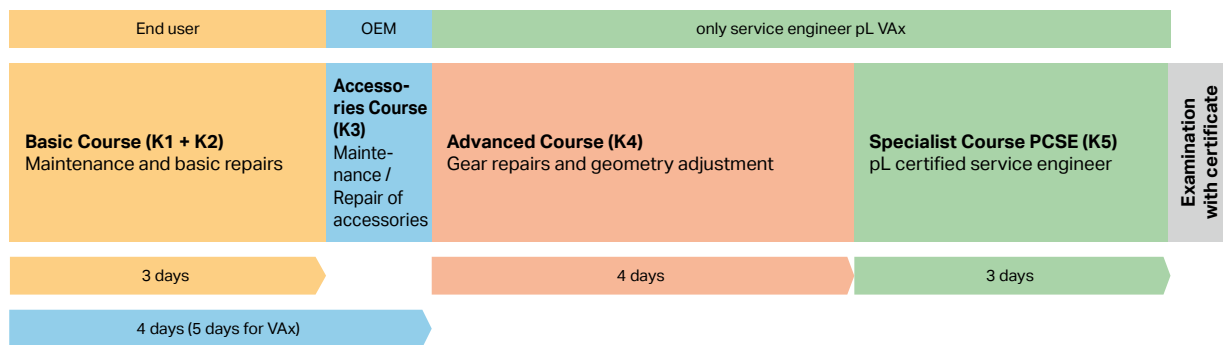 End user
OEM
only service engineer pL VAx
Basic Course (K1 + K2)
Maintenance and basic repairs
Accesso-
ries Course
(K3)
Mainte-
nance /
Repair of
accessories
Advanced Course (K4)
Gear repairs and geometry adjustment
Specialist Course PCSE (K5)
pL certified service engineer
Examination
with certificate
3 days
4 days
3 days
4 days (5 days for VAx)